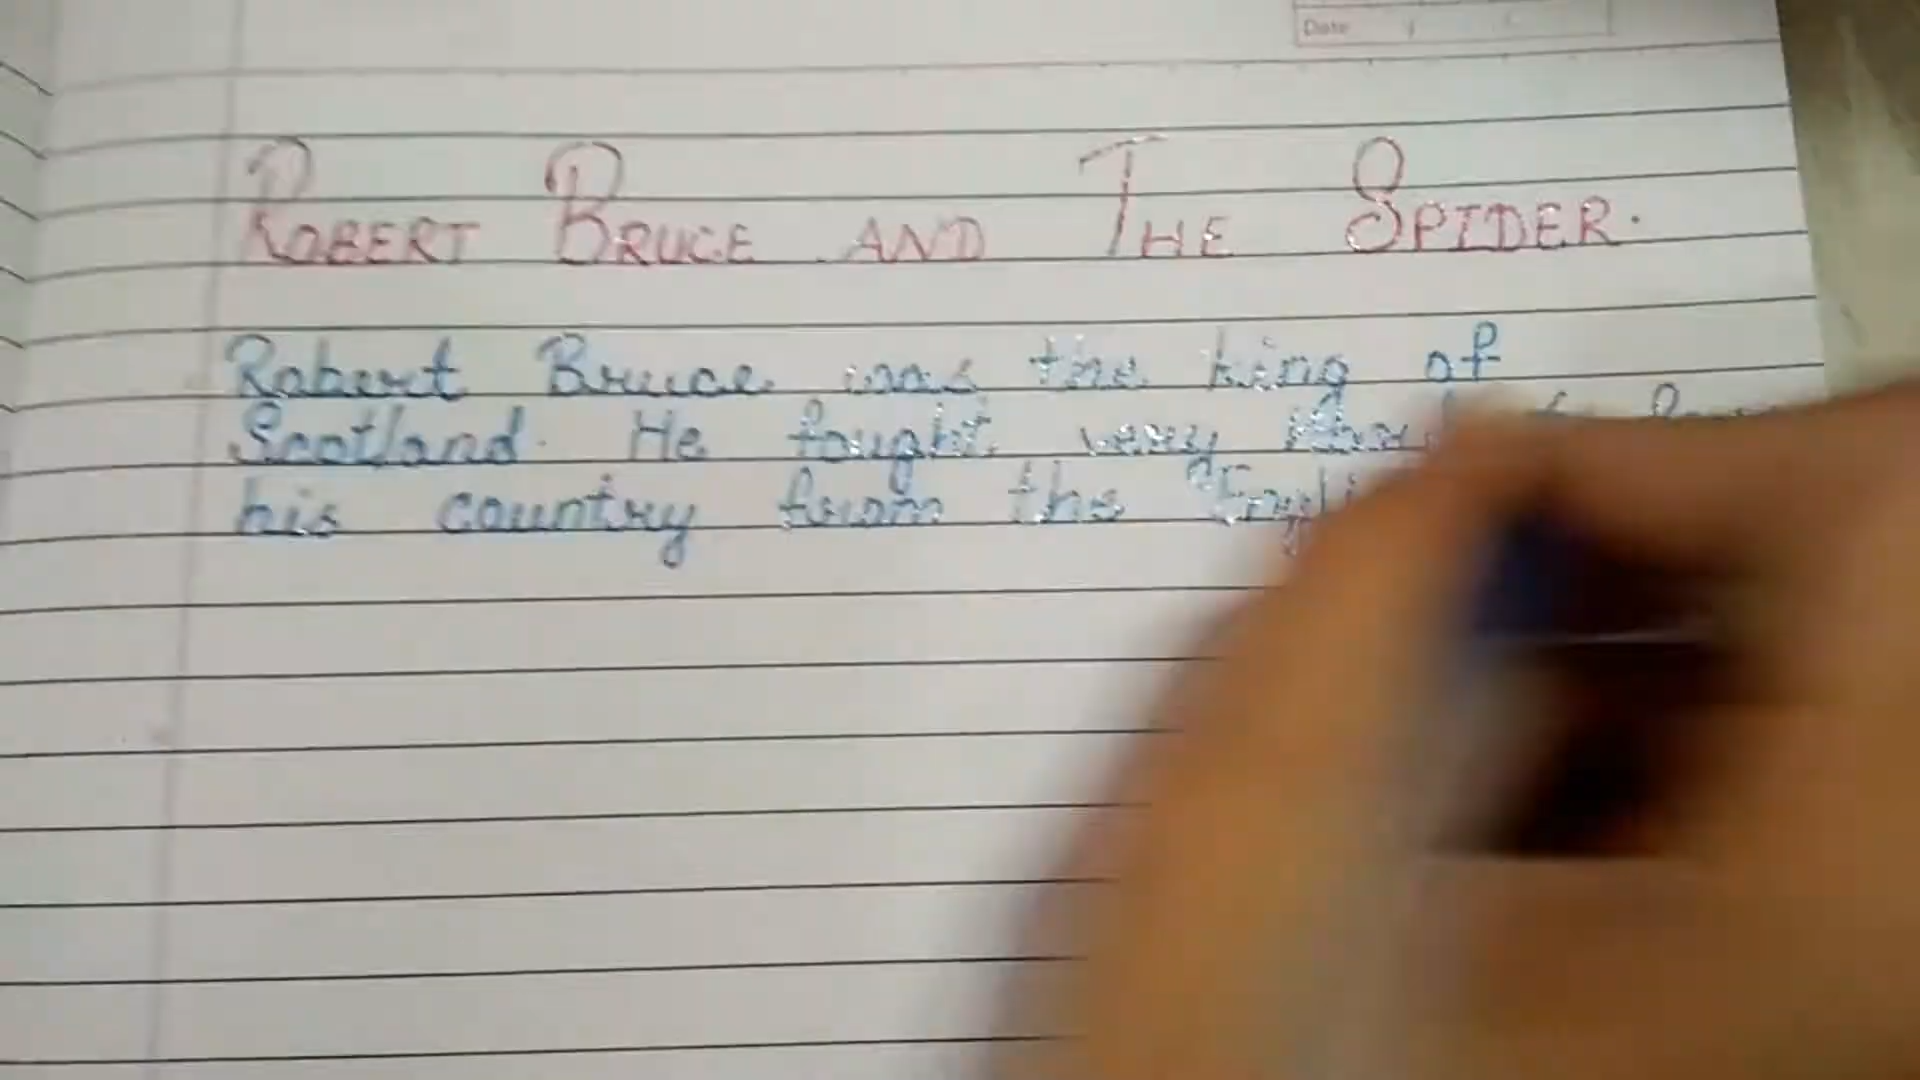 Date
ROBERT BRUCE AND THE SPIDER.
Robert Bruce was the king of
Scotland. He fought very
his country from the